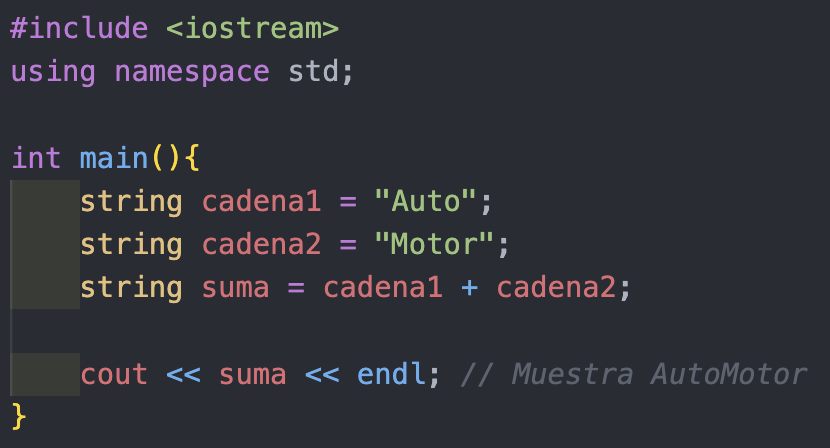 #include <iostream>
using namespace std;

int main(){
    string cadena1 = "Auto";
    string cadena2 = "Motor";
    string suma = cadena1 + cadena2;

    cout << suma << endl; // Muestra AutoMotor
}